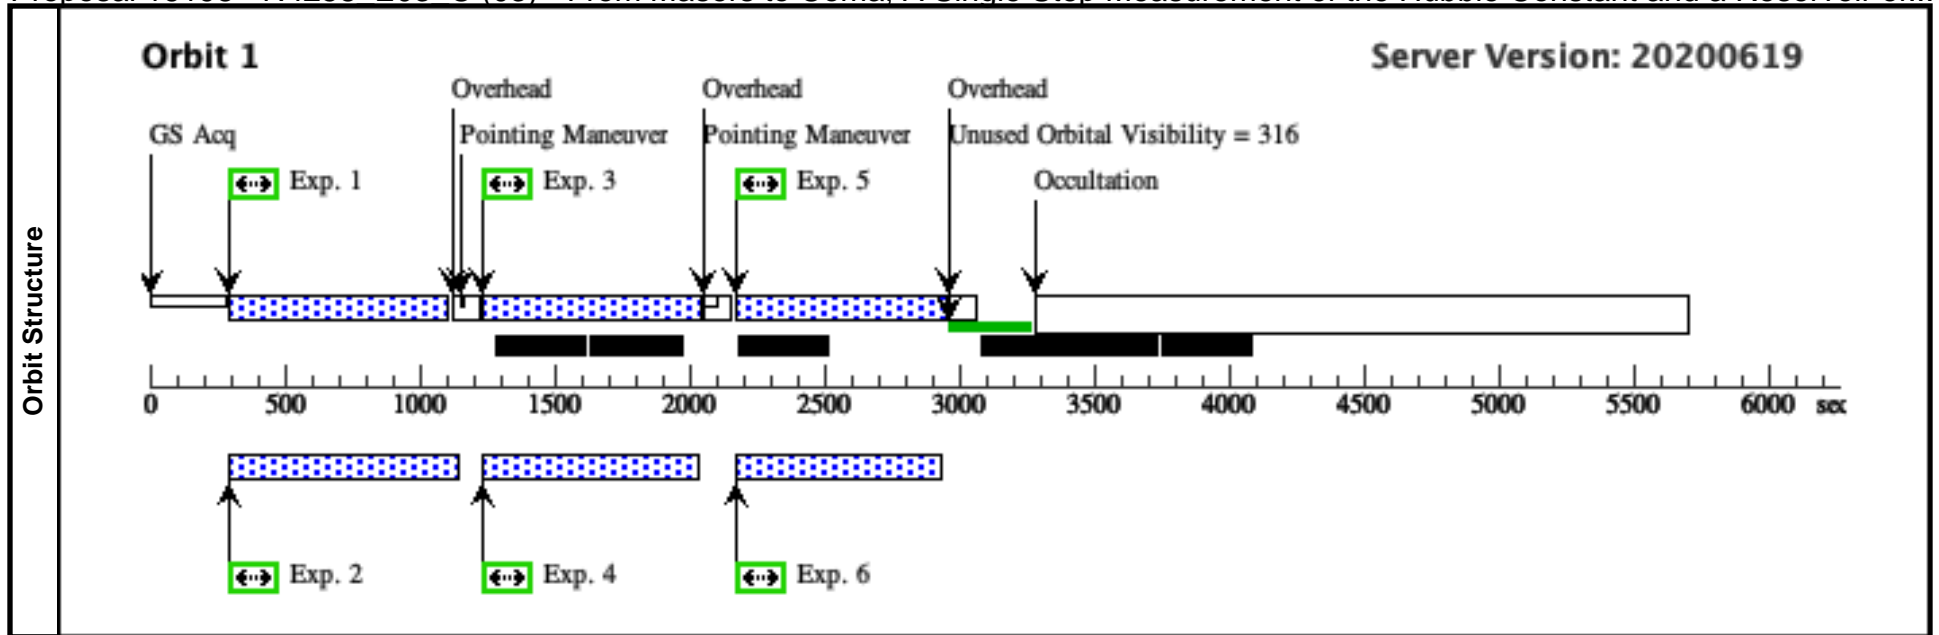 Orbit 1
Server Version: 20200619
Overhead Overhead Overhead
GS Acq Pointing Maneuver Pointing Maneuver Unused Orbital Visibility = 316
Exp. 1 Exp. 3 Exp. 5 Occultation
Orbit Structure
0 500 1000 1500 2000 2500 3000 3500 4000 4500 5000 5500 6000 sec
Exp. 2 Exp. 4 Exp. 6